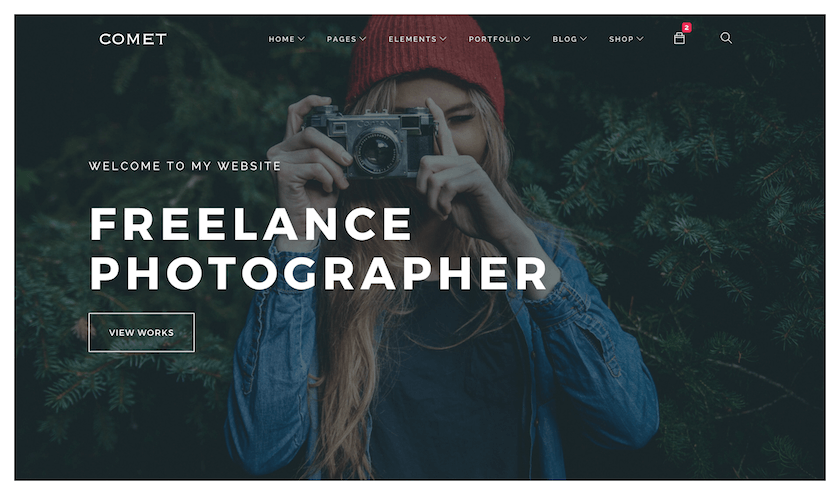 COMET
HOME
PAGES
ELEMENTS
PORTFOLIO
BLOG
SHOP
2
WELCOME TO MY WEBSITE
FREELANCE
PHOTOGRAPHER
VIEW WORKS